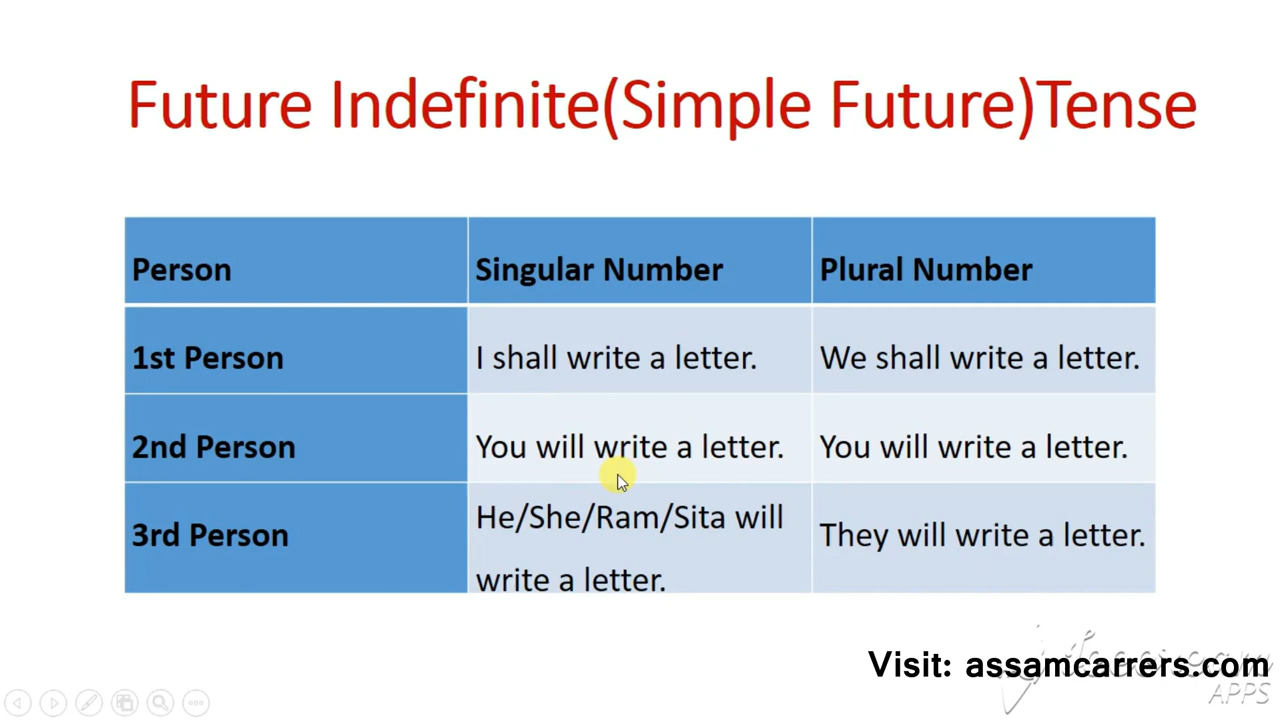 Future Indefinite(Simple Future)Tense
Person Singular Number Plural Number
1st Person I shall write a letter. We shall write a letter.
2nd Person You will write a letter. You will write a letter.
3rd Person He/She/Ram/Sita will They will write a letter.
write a letter.
Visit: assamcarrers.com
APPS